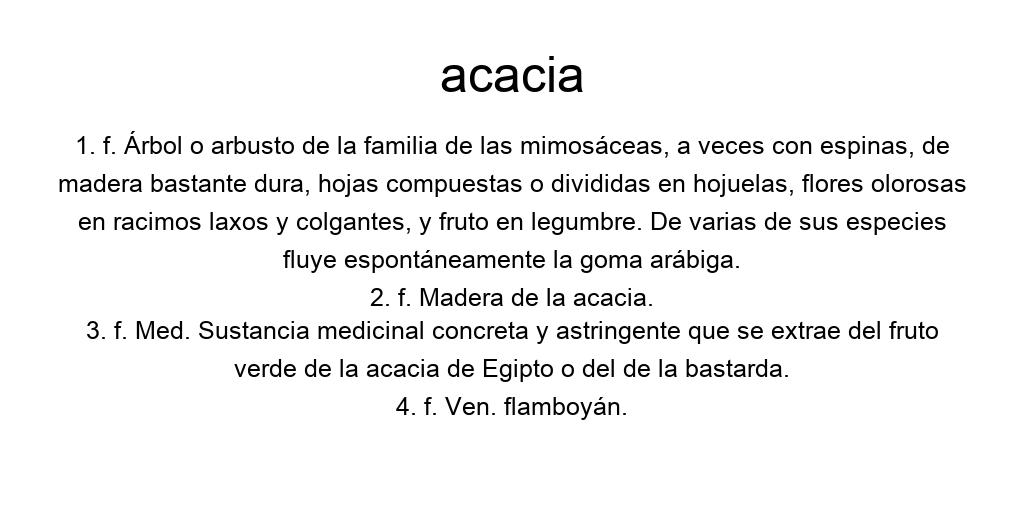 acacia
1. f. Árbol o arbusto de la familia de las mimosáceas, a veces con espinas, de
madera bastante dura, hojas compuestas o divididas en hojuelas, flores olorosas
en racimos laxos y colgantes, y fruto en legumbre. De varias de sus especies
fluye espontáneamente la goma arábiga.
2. f. Madera de la acacia.
3. f. Med. Sustancia medicinal concreta y astringente que se extrae del fruto
verde de la acacia de Egipto o del de la bastarda.
4. f. Ven. flamboyán.